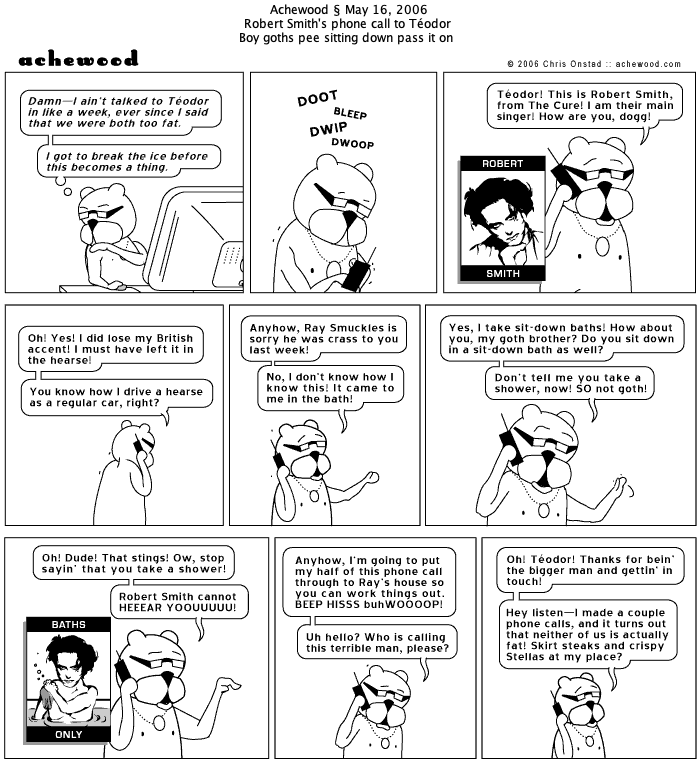 Achewood § May 16, 2006
Robert Smith's phone call to Téodor
Boy goths pee sitting down pass it on
achewood
© 2006 Chris Onstad :: achewood.com
Damn—I ain't talked to Téodor
in like a week, ever since I said
that we were both too fat.
I got to break the ice before
this becomes a thing.
DOOT
BLEEP
DWIP
DWOOP
Téodor! This is Robert Smith,
from The Cure! I am their main
singer! How are you, dogg!
ROBERT
SMITH
Oh! Yes! I did lose my British
accent! I must have left it in
the hearse!
You know how I drive a hearse
as a regular car, right?
Anyhow, Ray Smuckles is
sorry he was crass to you
last week!
No, I don't know how I
know this! It came to
me in the bath!
Yes, I take sit-down baths! How about
you, my goth brother? Do you sit down
in a sit-down bath as well?
Don't tell me you take a
shower, now! SO not goth!
Oh! Dude! That stings! Ow, stop
sayin' that you take a shower!
Robert Smith cannot
HEEEAR YOOUUUUU!
BATHS
ONLY
Anyhow, I'm going to put
my half of this phone call
through to Ray's house so
you can work things out.
BEEP HISSS buhWOOOOP!
Uh hello? Who is calling
this terrible man, please?
Oh! Téodor! Thanks for bein'
the bigger man and gettin' in
touch!
Hey listen—I made a couple
phone calls, and it turns out
that neither of us is actually
fat! Skirt steaks and crispy
Stellas at my place?